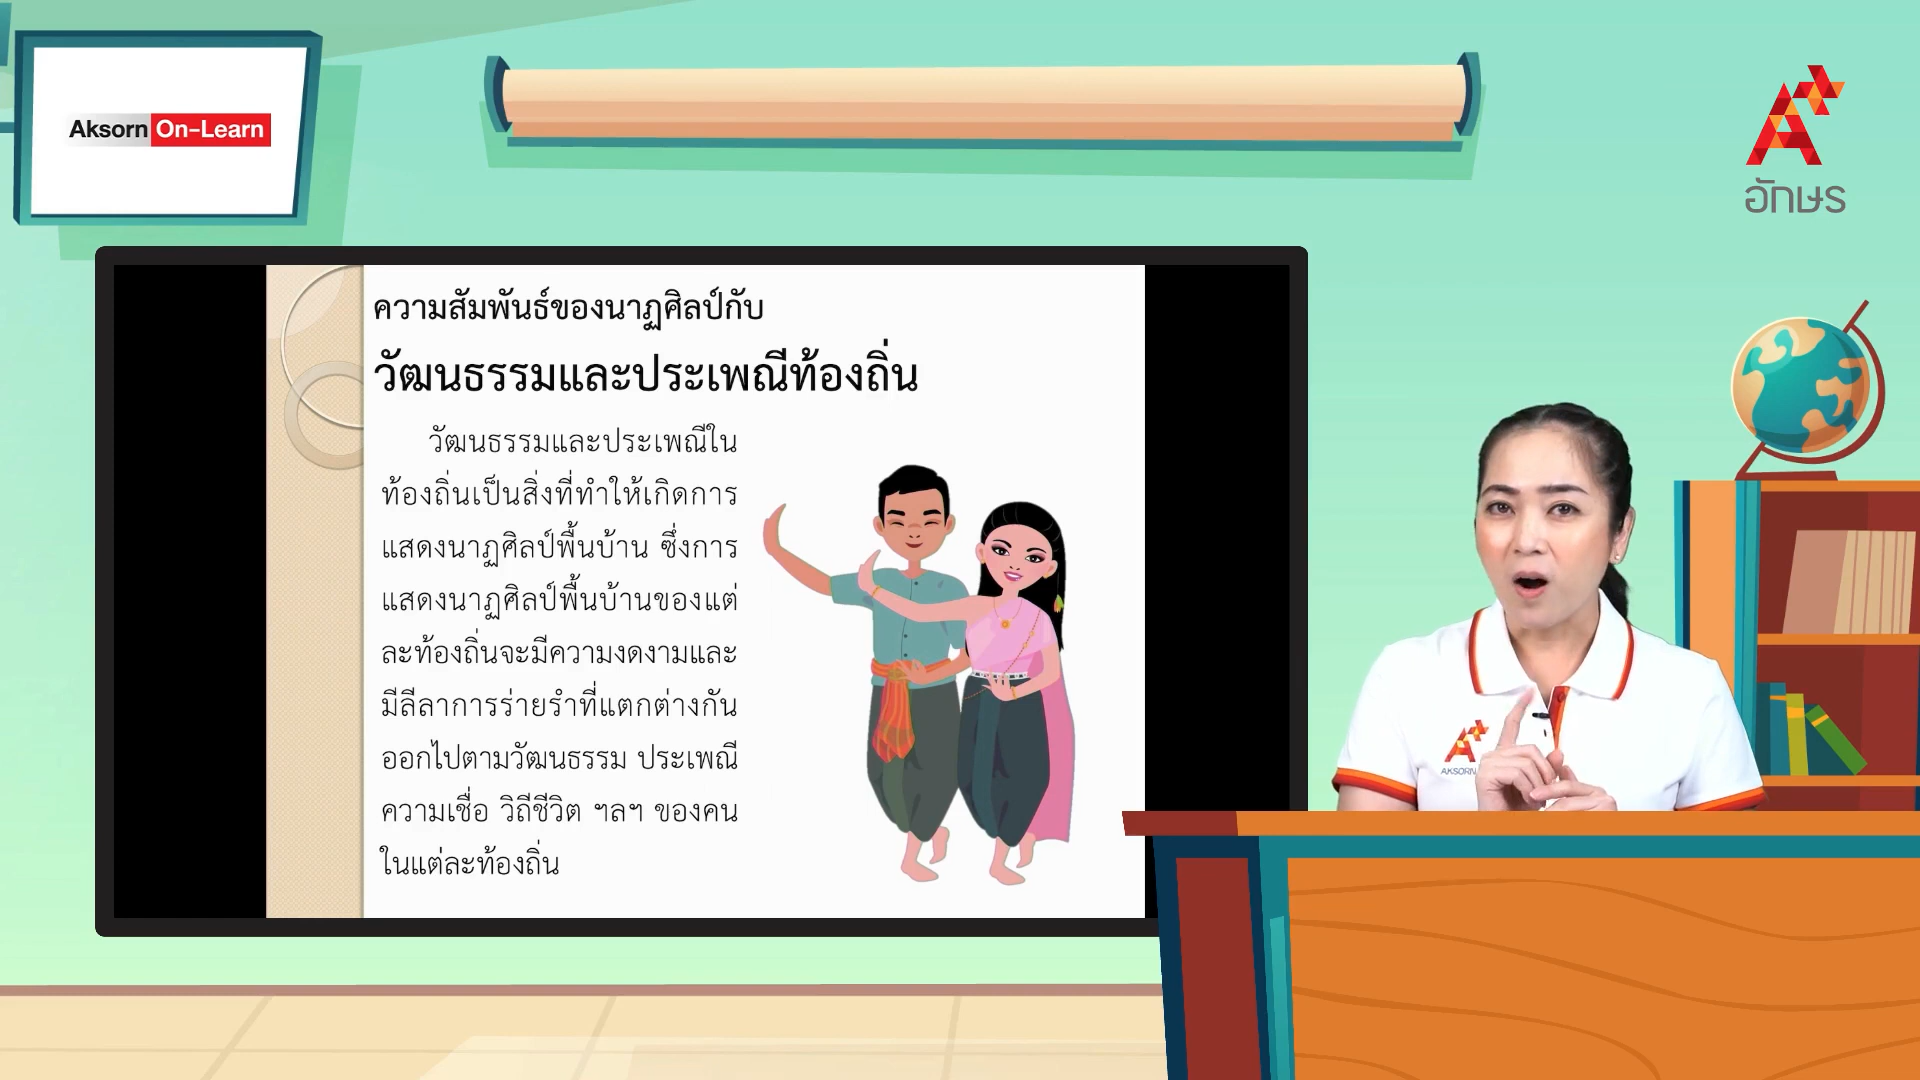 Aksorn On-Learn
อักษร
ความสัมพันธ์ของนาฏศิลป์กับ
วัฒนธรรมและประเพณีท้องถิ่น
วัฒนธรรมและประเพณีใน
ท้องถิ่นเป็นสิ่งที่ทำให้เกิดการ
แสดงนาฏศิลป์พื้นบ้าน ซึ่งการ
แสดงนาฏศิลป์พื้นบ้านของแต่
ละท้องถิ่นจะมีความงดงามและ
มีลีลาการร่ายรำที่แตกต่างกัน
ออกไปตามวัฒนธรรม ประเพณี
ความเชื่อ วิถีชีวิต ฯลฯ ของคน
ในแต่ละท้องถิ่น
AKSORN